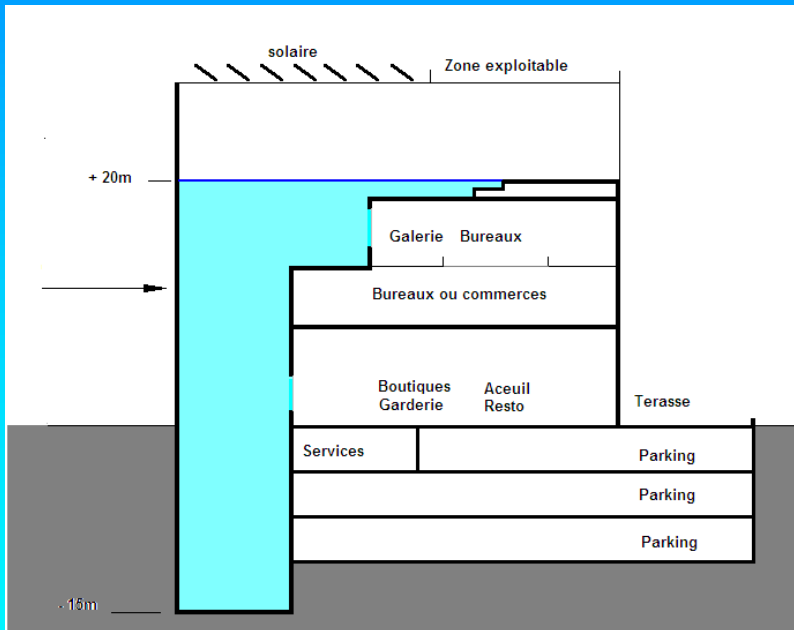 solaire
Zone exploitable
+ 20m
Galerie Bureaux
Bureaux ou commerces
Boutiques
Garderie
Aceuil
Resto
Terasse
Services
Parking
Parking
Parking
- 15m